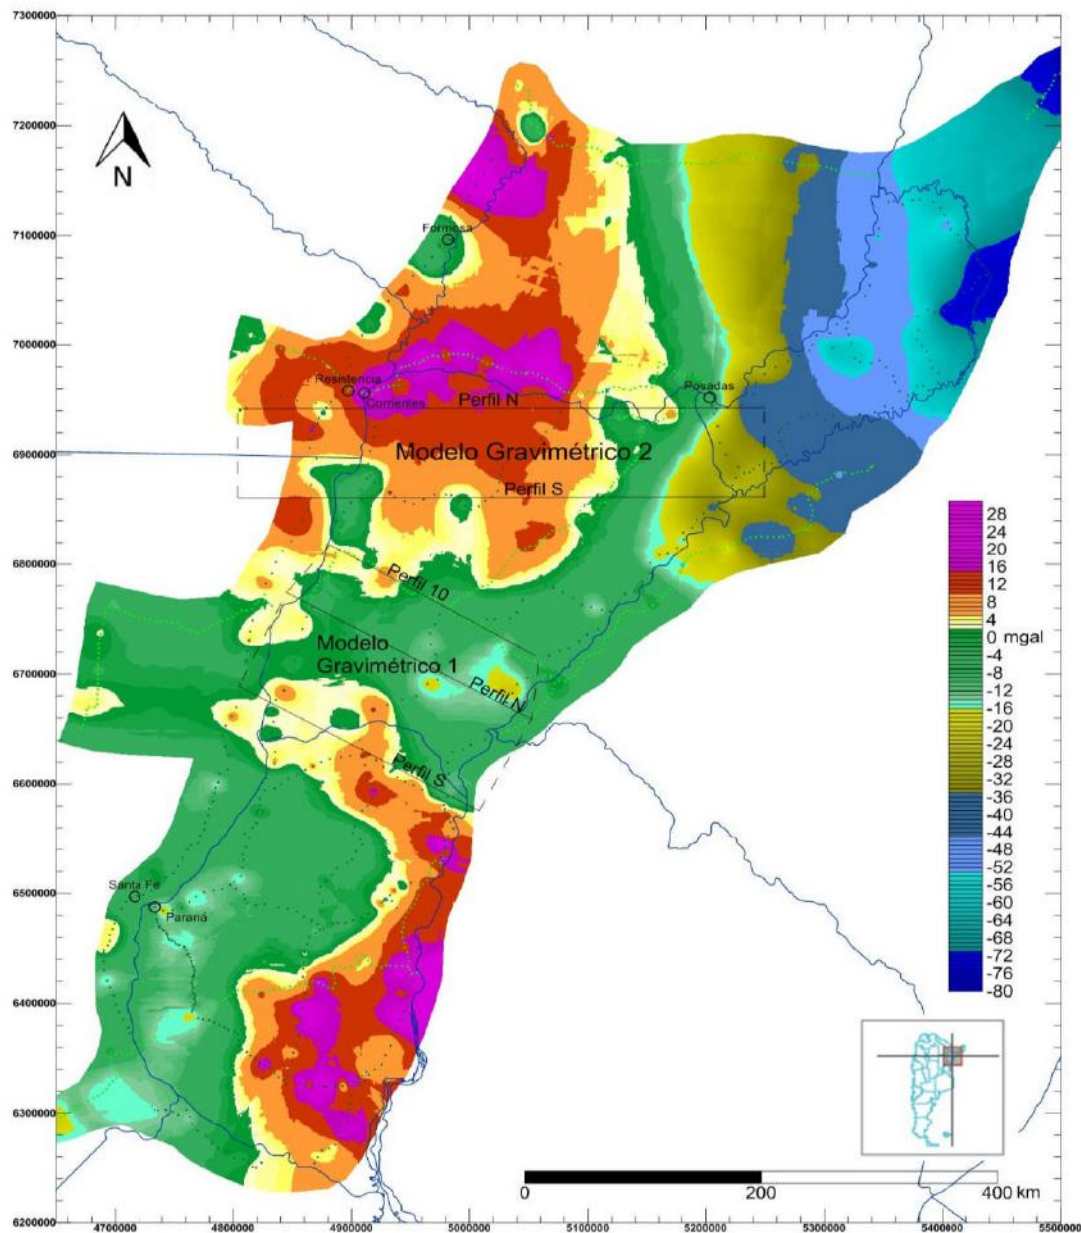 7300000
7200000
7100000
7000000
6900000
6800000
6700000
6600000
6500000
6400000
6300000
6200000
N
Formosa
Resistencia
Corrientes
Posadas
Perfil N
Modelo Gravimétrico 2
Perfil S
Perfil 10
Modelo
Gravimétrico 1
Perfil N
Perfil S
Santa Fe
Paraná
28
24
20
16
12
8
4
0 mgal
-4
-8
-12
-16
-20
-24
-28
-32
-36
-40
-44
-48
-52
-56
-60
-64
-68
-72
-76
-80
0 200 400 km
4700000 4800000 4900000 5000000 5100000 5200000 5300000 5400000 5500000